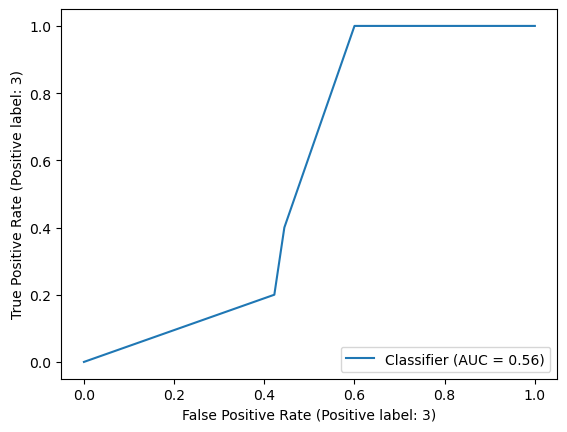 True Positive Rate (Positive label: 3)
1.0
0.8
0.6
0.4
0.2
0.0
Classifier (AUC = 0.56)
0.0 0.2 0.4 0.6 0.8 1.0
False Positive Rate (Positive label: 3)